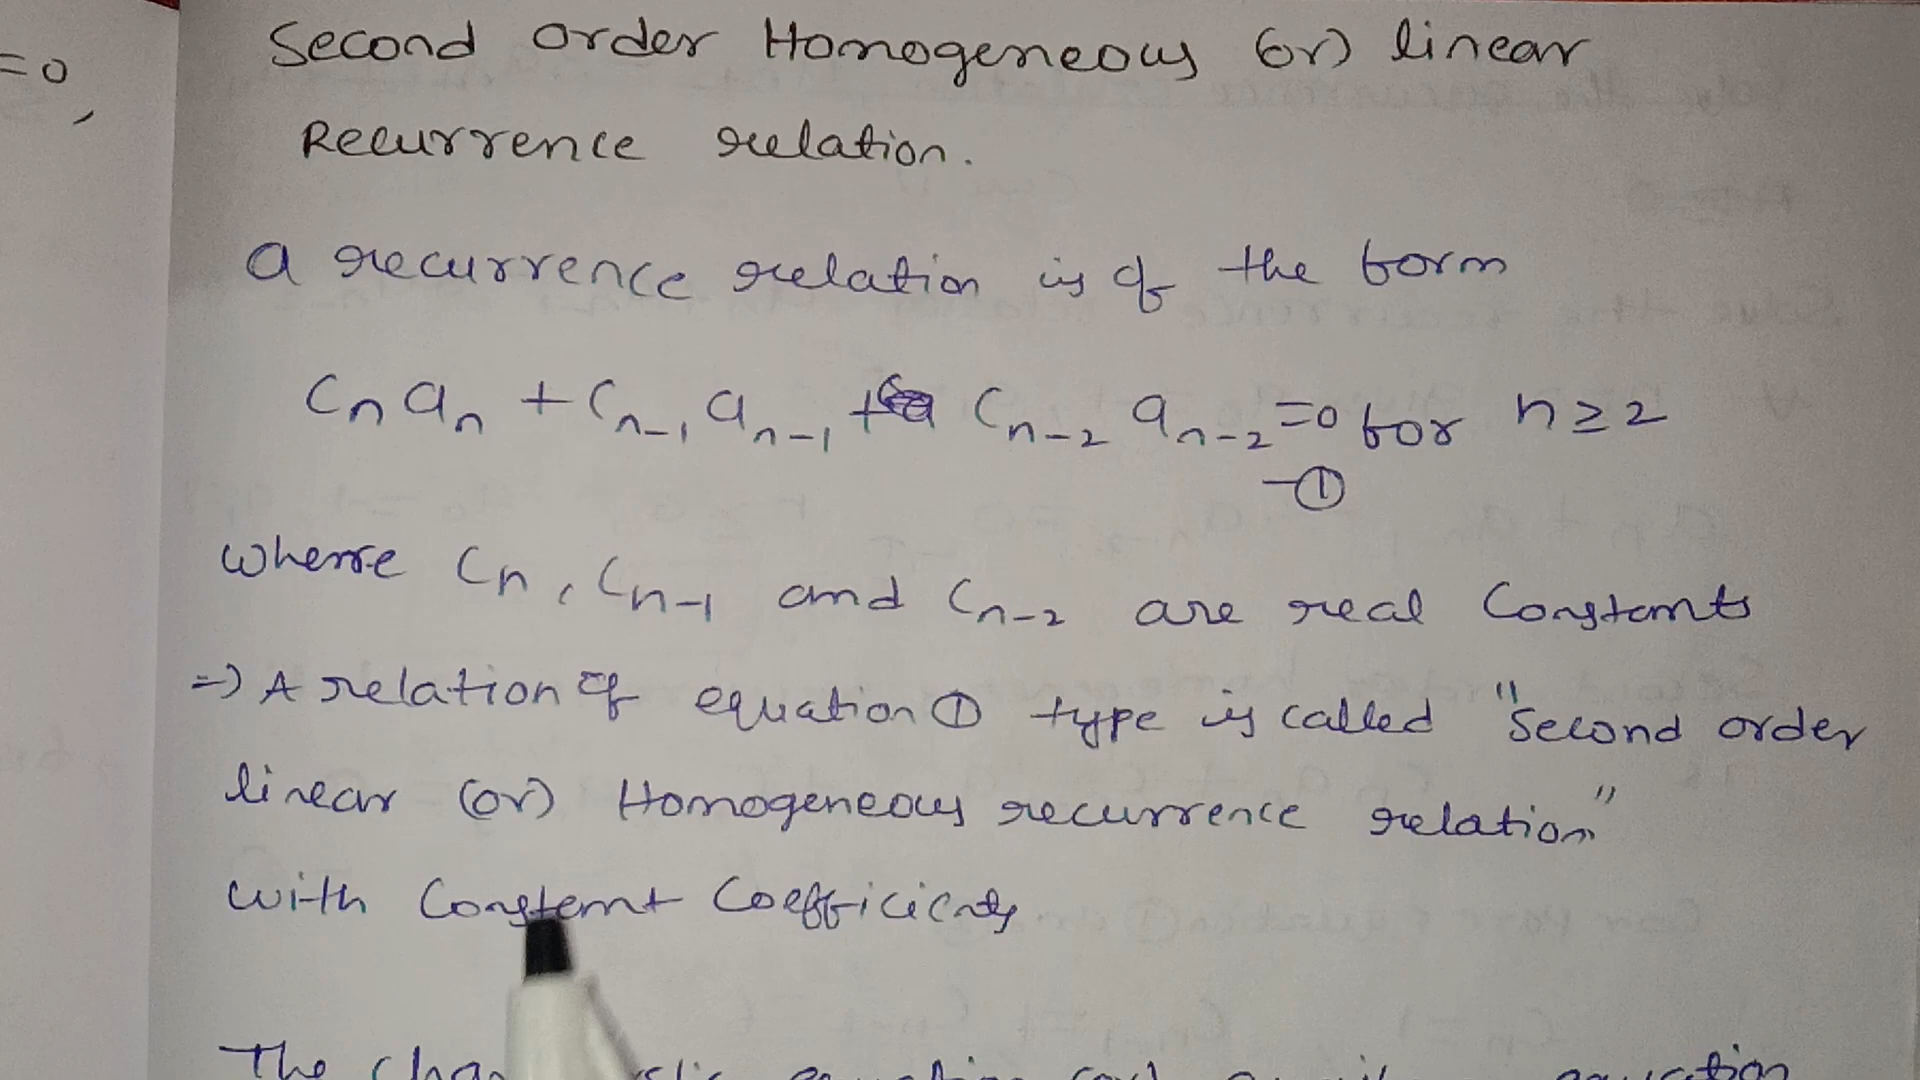 =0,
Second order Homogeneous (or) linear
Recurrence relation.
a recurrence relation is of the form
Cn an + Cn-1 an-1 + Cn-2 an-2 =0 for n ≥ 2
-①
where Cn, Cn-1 and Cn-2 are real Constants
=> A relation of equation ① type is called "Second order
linear (or) Homogeneous recurrence relation"
with Constant Coefficients
The